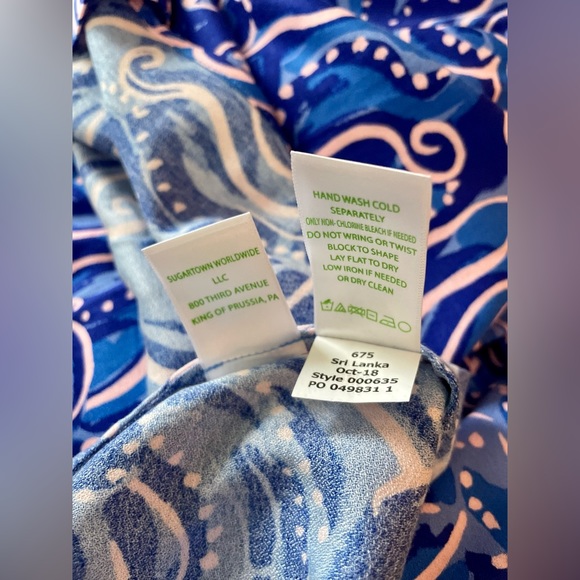 SUGARTOWN WORLDWIDE
LLC
800 THIRD AVENUE
KING OF PRUSSIA, PA
HAND WASH COLD
SEPARATELY
ONLY NON- CHLORINE BLEACH IF NEEDED
DO NOT WRING OR TWIST
BLOCK TO SHAPE
LAY FLAT TO DRY
LOW IRON IF NEEDED
OR DRY CLEAN
675
Sri Lanka
Oct-18
Style 000635
PO 049831 1